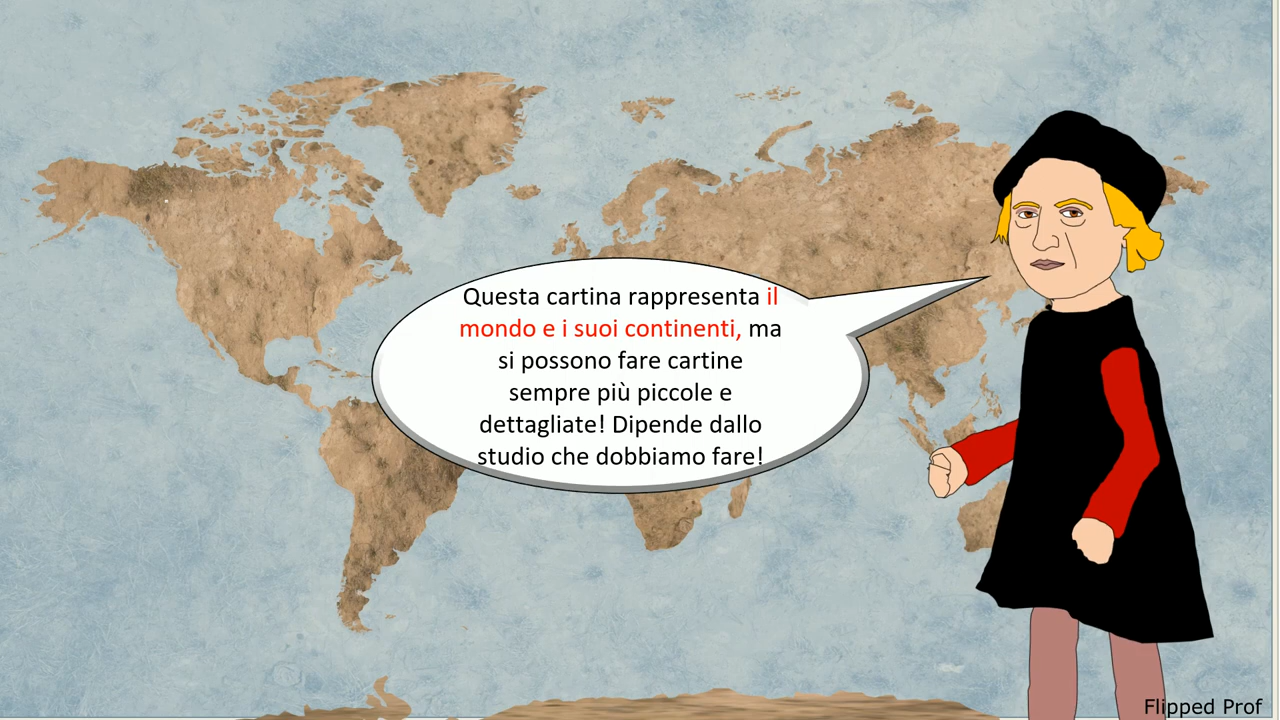 Questa cartina rappresenta il
mondo e i suoi continenti, ma
si possono fare cartine
sempre più piccole e
dettagliate! Dipende dallo
studio che dobbiamo fare!
Flipped Prof